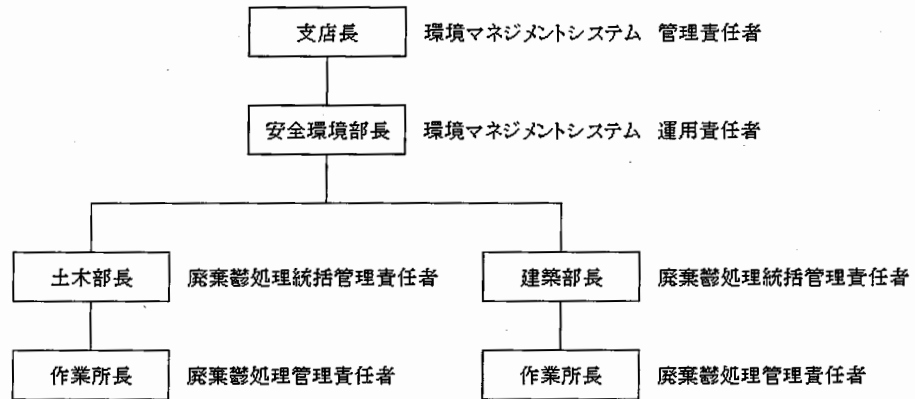 支店長 環境マネジメントシステム 管理責任者
安全環境部長 環境マネジメントシステム 運用責任者
土木部長 廃棄鬱処理統括管理責任者 建築部長 廃棄鬱処理統括管理責任者
作業所長 廃棄鬱処理管理責任者 作業所長 廃棄鬱処理管理責任者